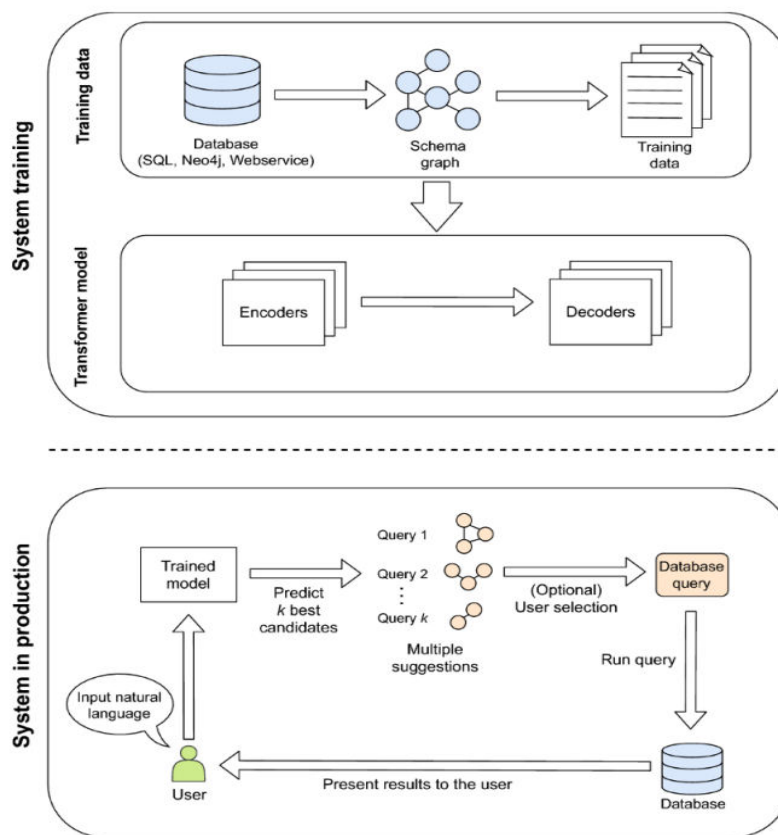 System training
Training data
Database
(SQL, Neo4j, Webservice)
Schema
graph
Training
data
Transformer model
Encoders
Decoders
System in production
Trained
model
Predict
k best
candidates
Query 1
Query 2
⋮
Query k
Multiple
suggestions
(Optional)
User selection
Database
query
Run query
Input natural
language
User
Present results to the user
Database